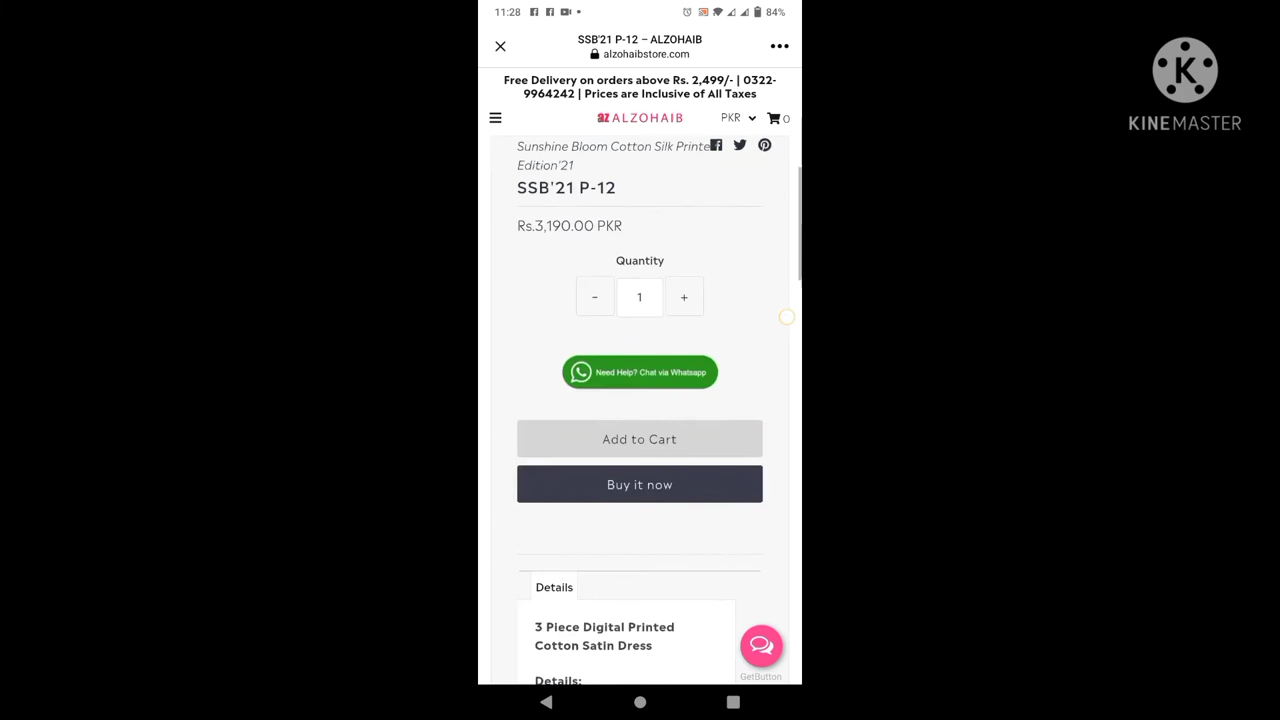 11:28
84%
SSB'21 P-12 – ALZOHAIB
alzohaibstore.com
Free Delivery on orders above Rs. 2,499/- | 0322-
9964242 | Prices are Inclusive of All Taxes
az ALZOHAIB
PKR
0
Sunshine Bloom Cotton Silk Printe
Edition'21
SSB'21 P-12
Rs.3,190.00 PKR
Quantity
- 1 +
Need Help? Chat via Whatsapp
Add to Cart
Buy it now
Details
3 Piece Digital Printed
Cotton Satin Dress
Details:
GetButton
K
KINEMASTER